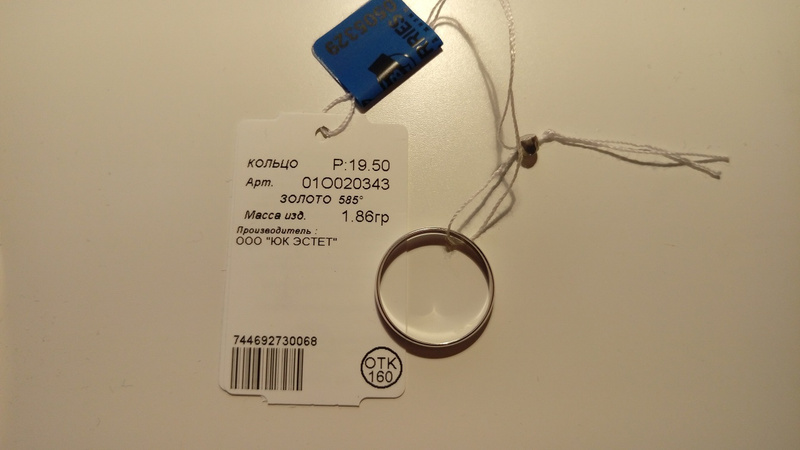 КОЛЬЦО Р:19.50
Арт. 01О020343
ЗОЛОТО 585°
Масса изд. 1.86гр
Производитель :
ООО "ЮК ЭСТЕТ"
744692730068
ОТК
160